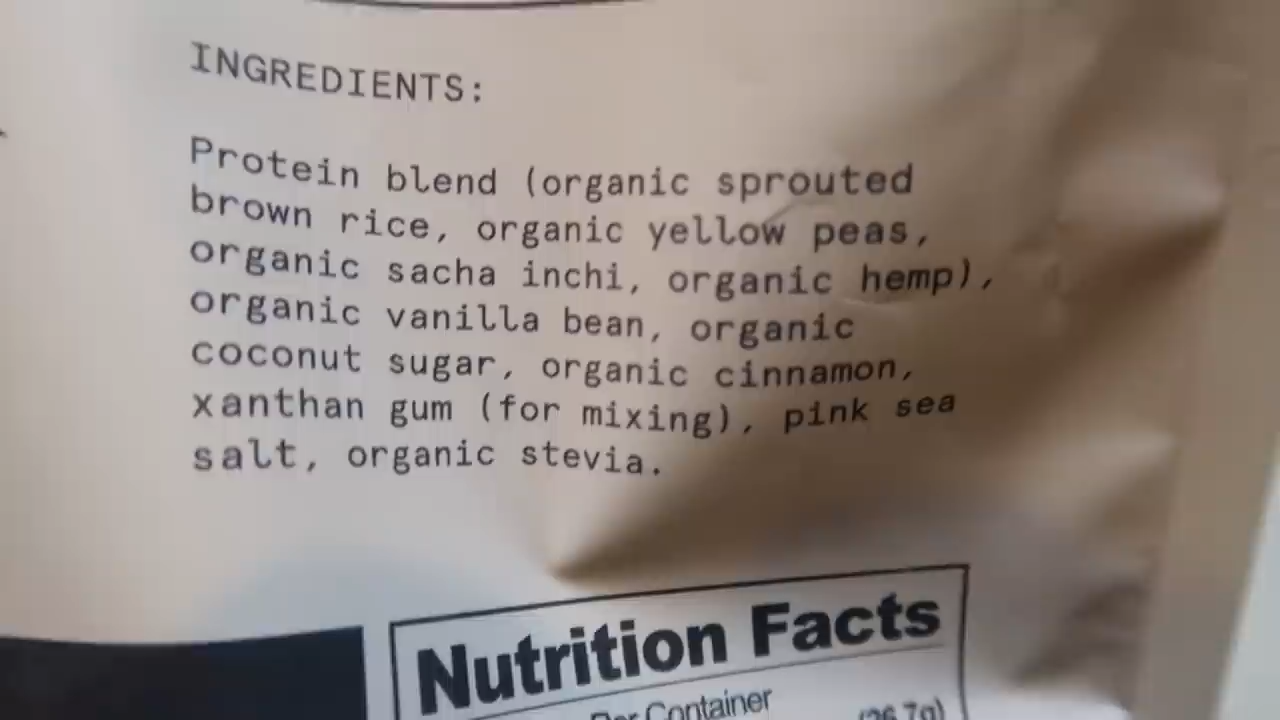 INGREDIENTS:
Protein blend (organic sprouted
brown rice, organic yellow peas,
organic sacha inchi, organic hemp),
organic vanilla bean, organic
coconut sugar, organic cinnamon,
xanthan gum (for mixing), pink sea
salt, organic stevia.
Nutrition Facts
Per Container
(26.7g)